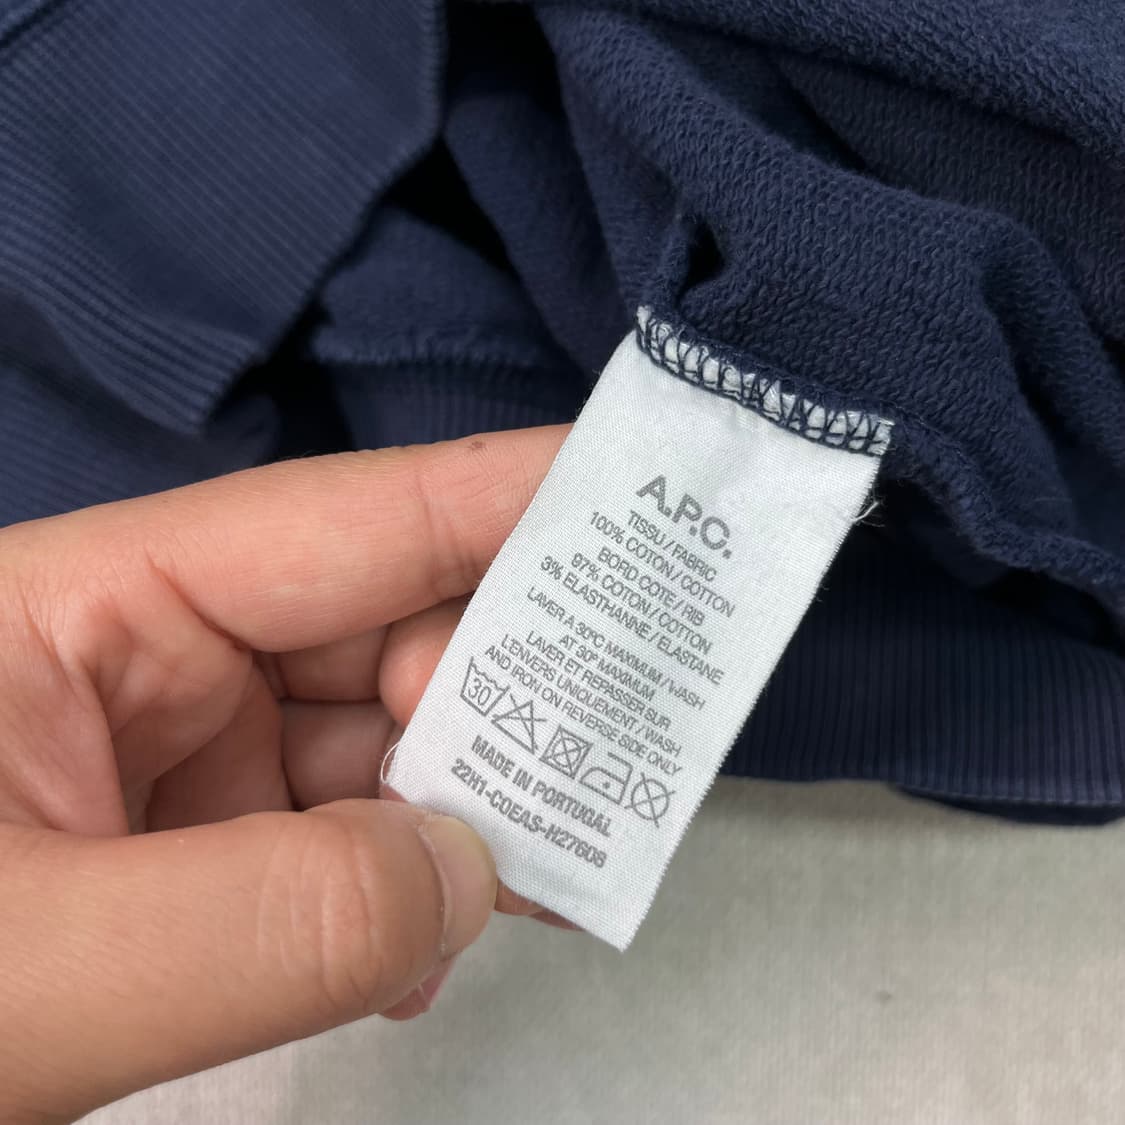 A.P.C.
TISSU / FABRIC
100% COTON / COTTON
BORD COTE / RIB
97% COTON / COTTON
3% ELASTHANNE / ELASTANE
LAVER A 30ºC MAXIMUM / WASH
AT 30º MAXIMUM
LAVER ET REPASSER SUR
L'ENVERS UNIQUEMENT / WASH
AND IRON ON REVERSE SIDE ONLY
30
MADE IN PORTUGAL
22H1-COEAS-H27608